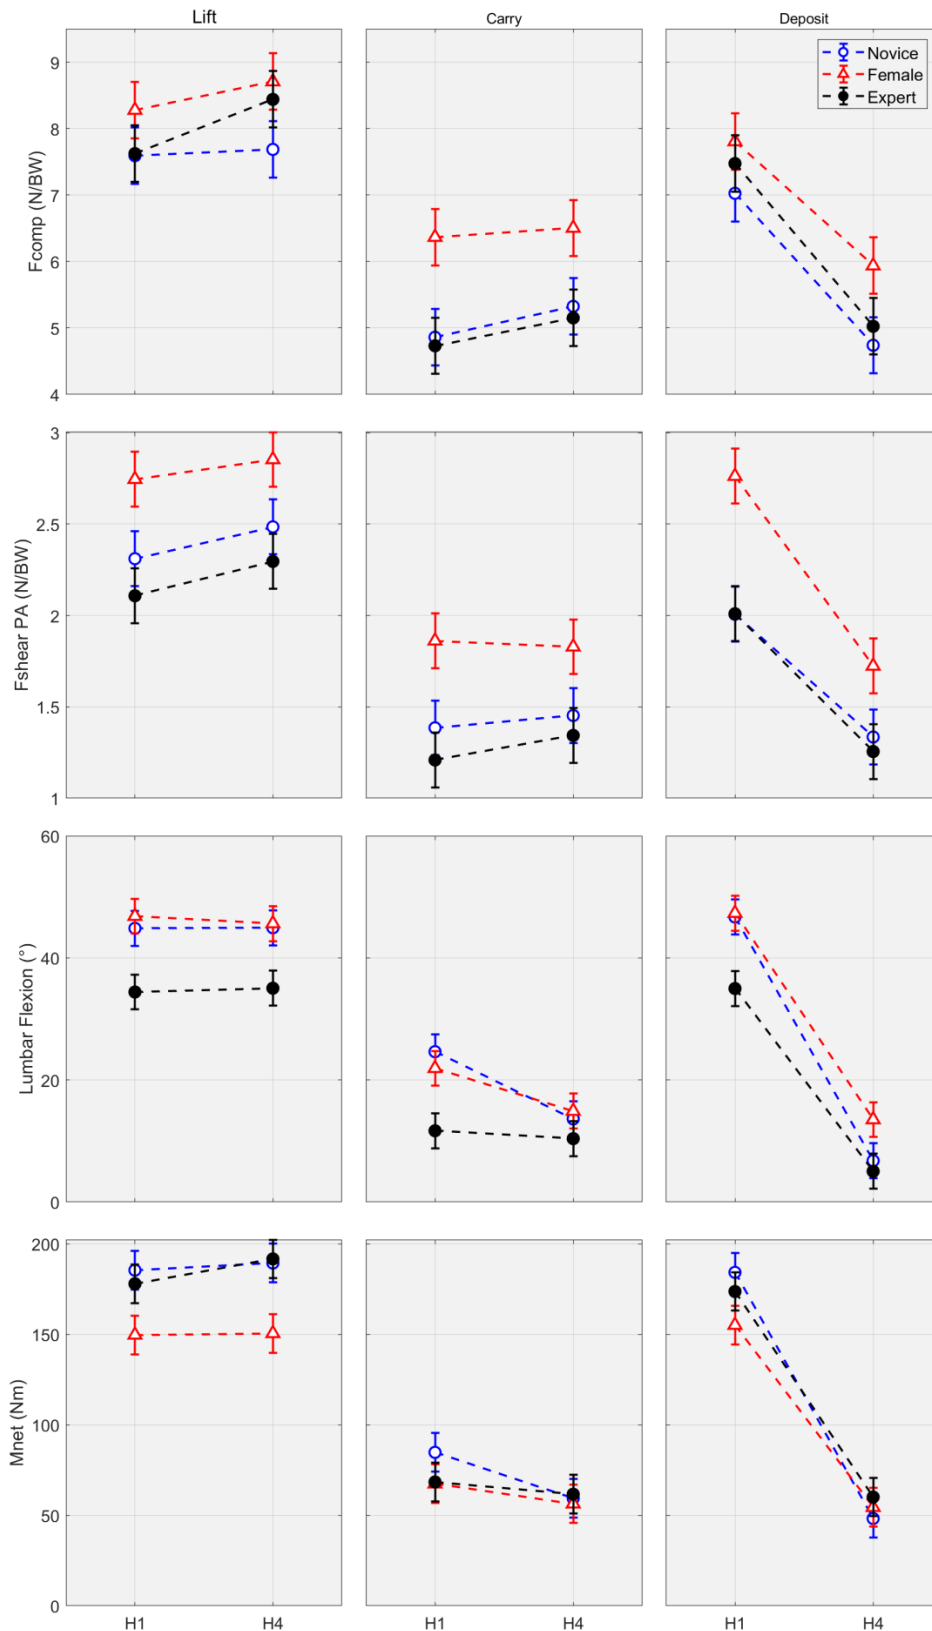 Lift
Carry
Deposit
Novice
Female
Expert
Fcomp (N/BW)
9
8
7
6
5
4
Fshear PA (N/BW)
3
2.5
2
1.5
1
Lumbar Flexion (°)
60
40
20
0
Mnet (Nm)
200
150
100
50
0
H1 H4 H1 H4 H1 H4